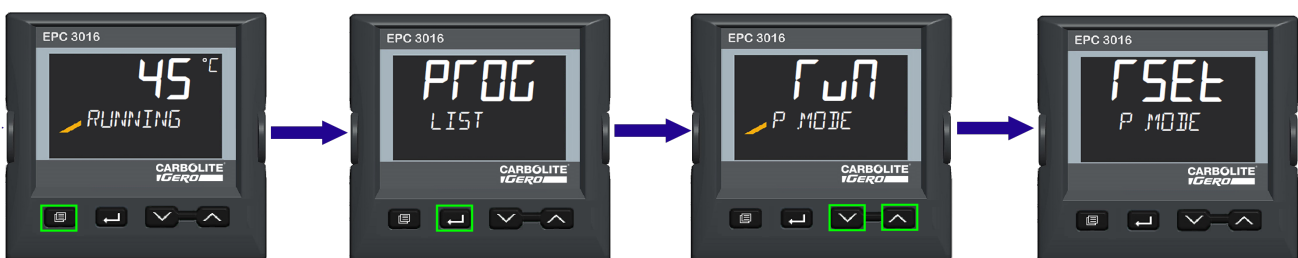 EPC 3016
45 °C
RUNNING
CARBOLITE
GERO
EPC 3016
PrOG
LIST
CARBOLITE
GERO
EPC 3016
run
P.MODE
CARBOLITE
GERO
EPC 3016
rSEt
P.MODE
CARBOLITE
GERO